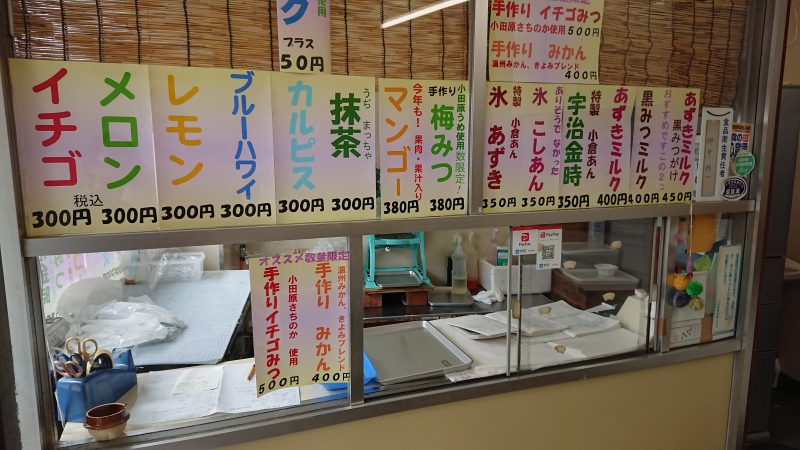 ク
使用
プラス
50円
手作り イチゴみつ
小田原さちのか使用
500円
手作り みかん
温州みかん、きよみブレンド
400円
イチゴ
税込
300円
メロン
300円
レモン
300円
ブルーハワイ
300円
カルピス
300円
うぢ まっちゃ
抹茶
300円
マンゴー
今年も!果肉・果汁入り
380円
手作り
梅みつ
小田原うめ使用数限定!
380円
氷 あずき
特製 小倉あん
350円
氷 こしあん
ありそうで なかった
350円
宇治金時
350円
特製 小倉あん
あずきミルク
400円
黒みつミルク
400円
おすすめですこの2つ
黒みつがけ
あずきミルク
450円
食品衛生責任者
PayPay
PayPay
オススメ数量限定
手作りイチゴみつ
小田原さちのか 使用
500円
手作り みかん
温州みかん、きよみブレンド
400円